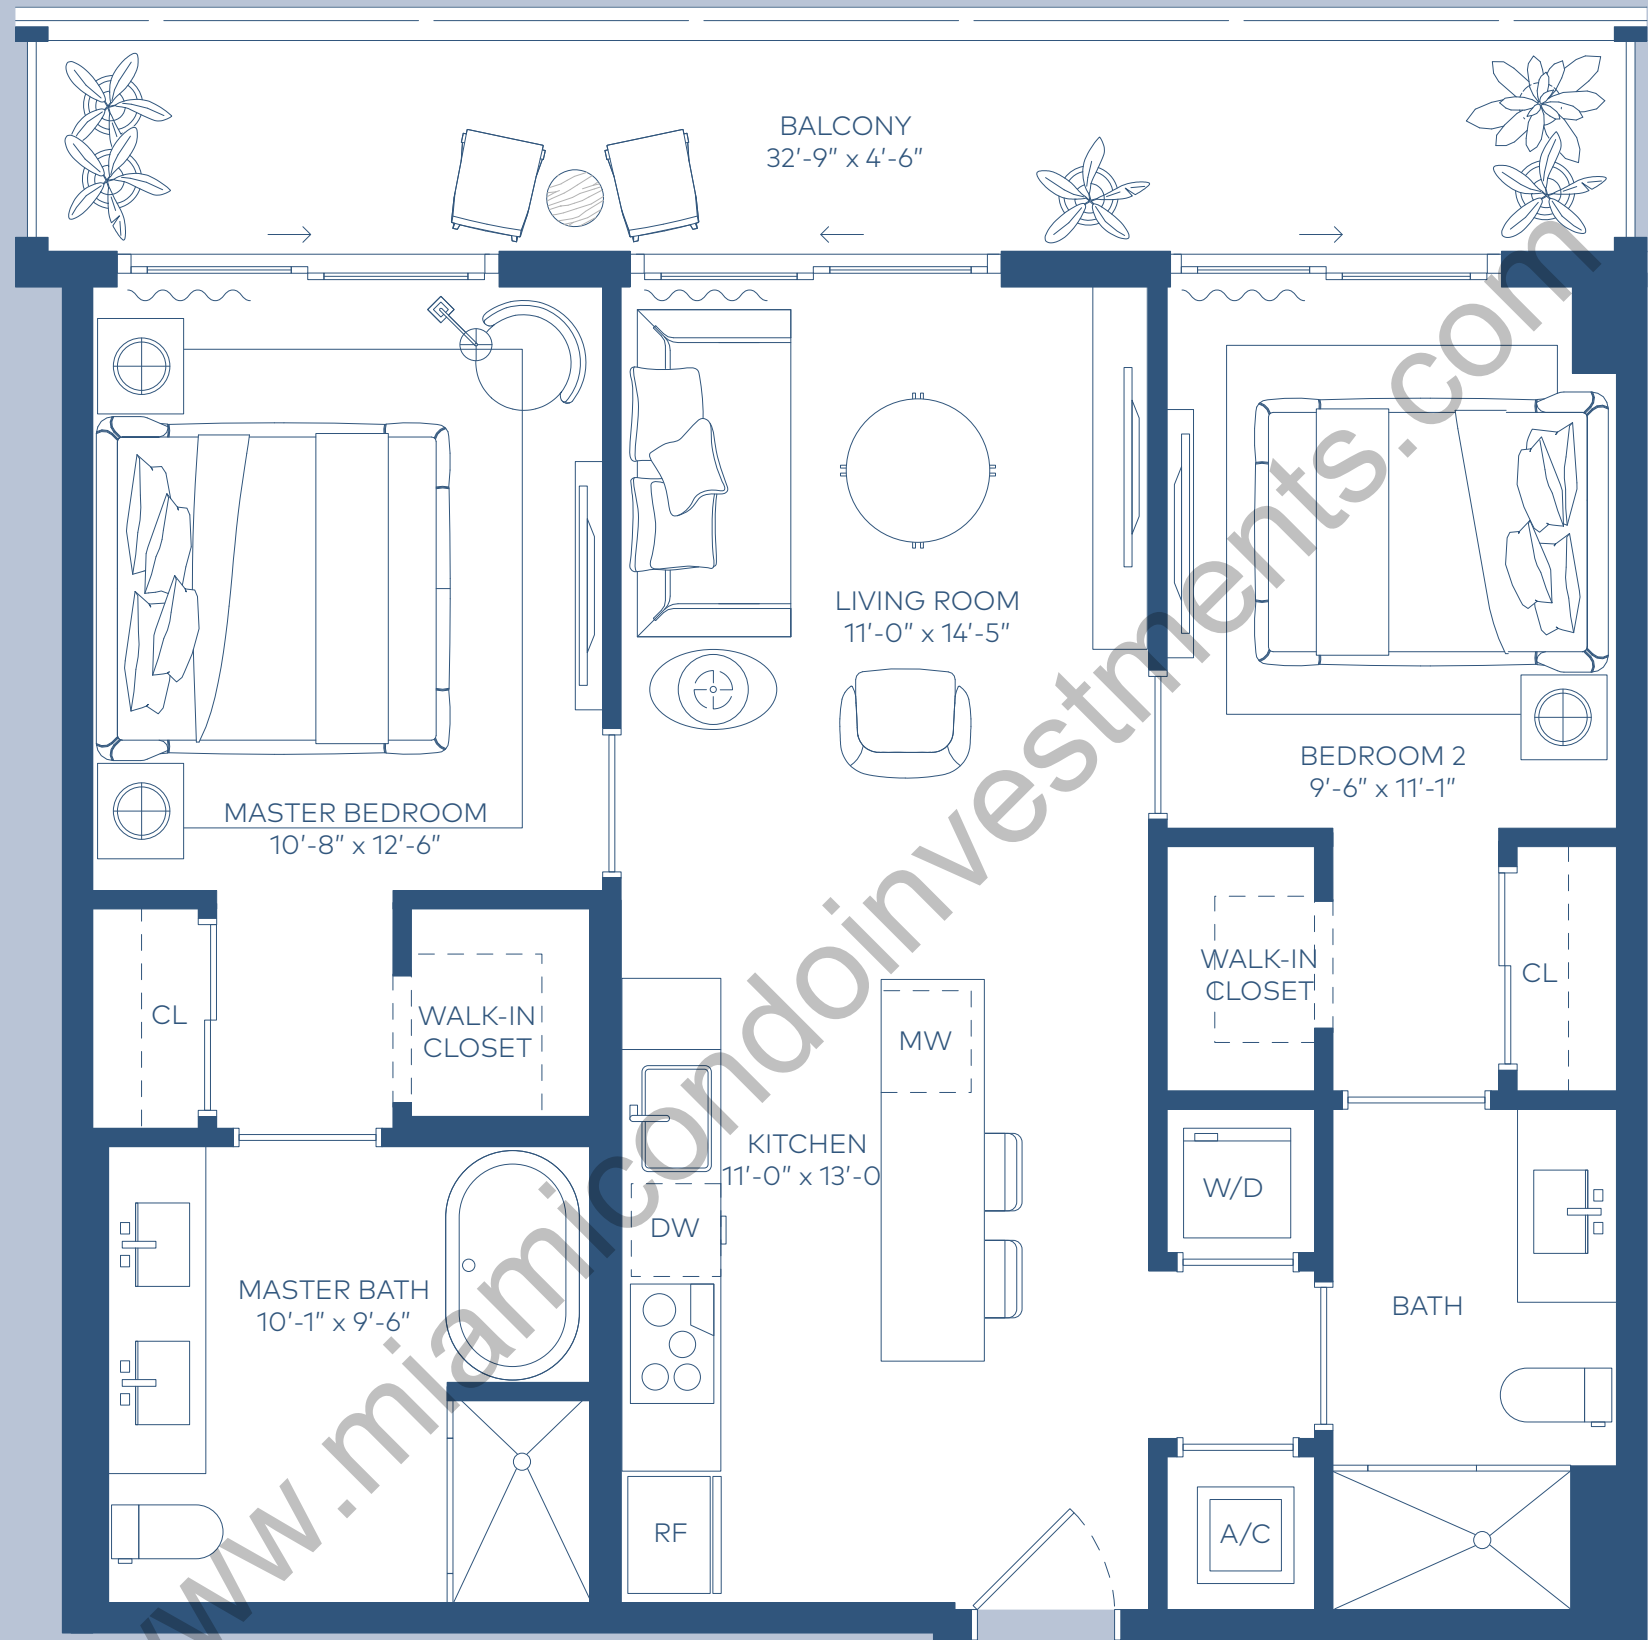 BALCONY
32'-9" x 4'-6"
LIVING ROOM
11'-0" x 14'-5"
BEDROOM 2
9'-6" x 11'-1"
MASTER BEDROOM
10'-8" x 12'-6"
CL
WALK-IN
CLOSET
WALK-IN
CLOSET
CL
MW
KITCHEN
11'-0" x 13'-0
DW
W/D
MASTER BATH
10'-1" x 9'-6"
BATH
RF
A/C
ww.miamicondoinvestments.com